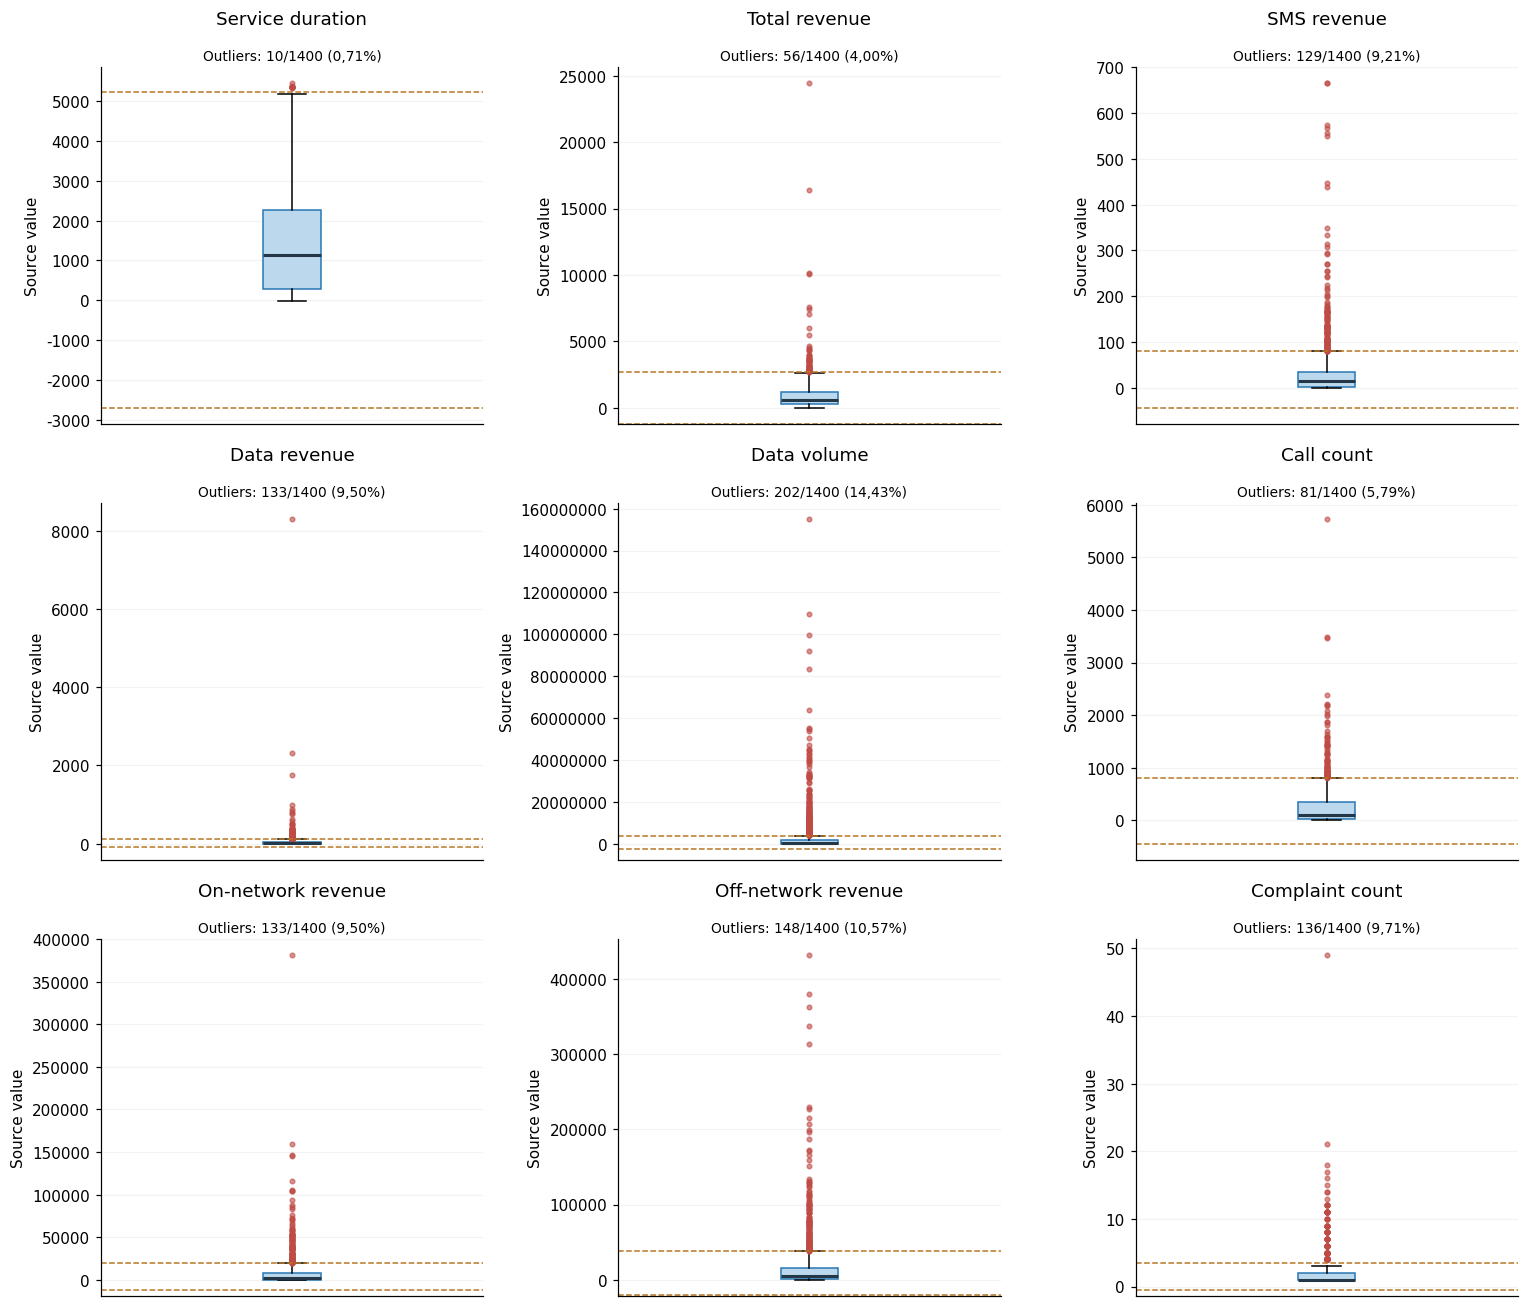 Service duration
Outliers: 10/1400 (0,71%)
Source value
5000
4000
3000
2000
1000
0
-1000
-2000
-3000
Total revenue
Outliers: 56/1400 (4,00%)
Source value
25000
20000
15000
10000
5000
0
SMS revenue
Outliers: 129/1400 (9,21%)
Source value
700
600
500
400
300
200
100
0
Data revenue
Outliers: 133/1400 (9,50%)
Source value
8000
6000
4000
2000
0
Data volume
Outliers: 202/1400 (14,43%)
Source value
160000000
140000000
120000000
100000000
80000000
60000000
40000000
20000000
0
Call count
Outliers: 81/1400 (5,79%)
Source value
6000
5000
4000
3000
2000
1000
0
On-network revenue
Outliers: 133/1400 (9,50%)
Source value
400000
350000
300000
250000
200000
150000
100000
50000
0
Off-network revenue
Outliers: 148/1400 (10,57%)
Source value
400000
300000
200000
100000
0
Complaint count
Outliers: 136/1400 (9,71%)
Source value
50
40
30
20
10
0